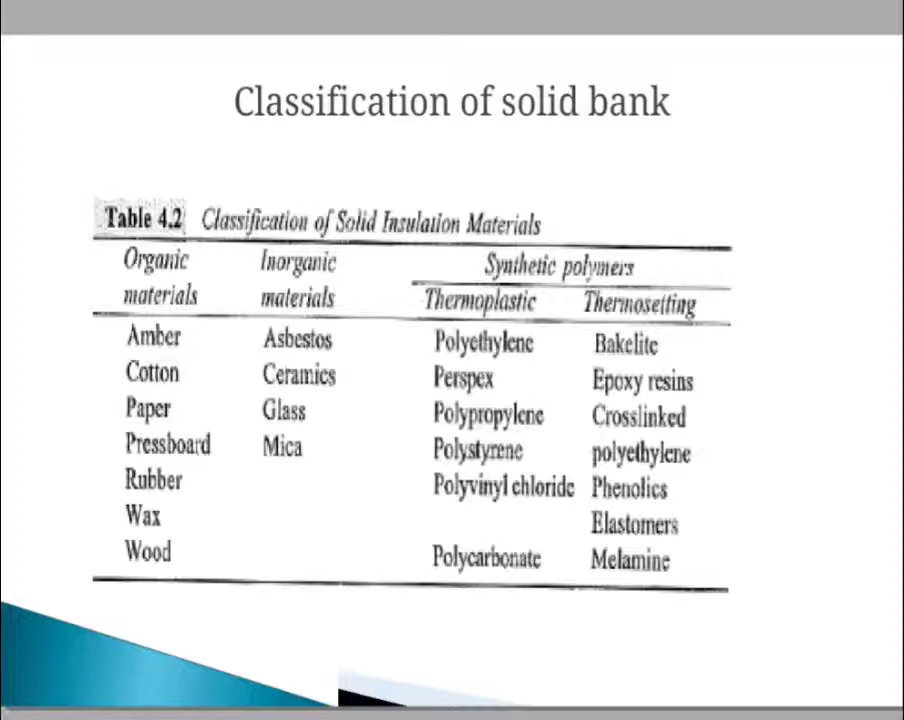 Classification of solid bank
Table 4.2 Classification of Solid Insulation Materials
Organic materials Inorganic materials Synthetic polymers
Thermoplastic Thermosetting
Amber Asbestos Polyethylene Bakelite
Cotton Ceramics Perspex Epoxy resins
Paper Glass Polypropylene Crosslinked
Pressboard Mica Polystyrene polyethylene
Rubber Polyvinyl chloride Phenolics
Wax Elastomers
Wood Polycarbonate Melamine